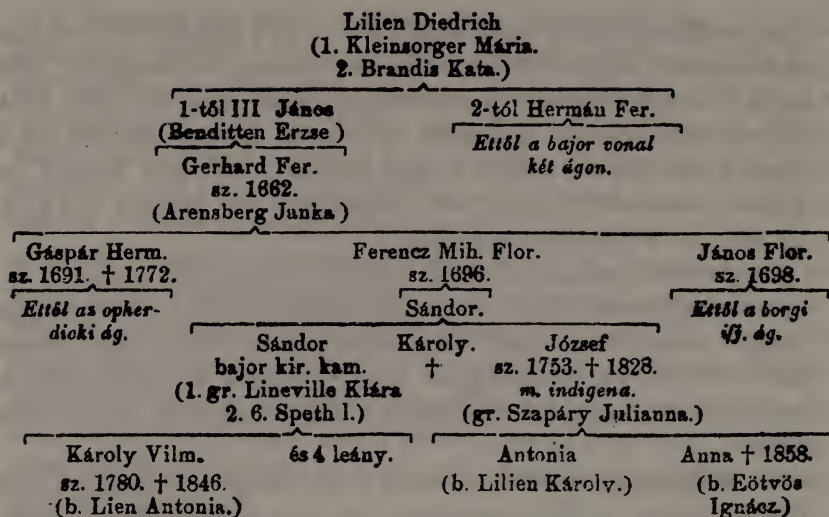 Lilien Diedrich
(1. Kleinsorger Mária.
2. Brandis Kata.)
1-től III János
2-tól Hermán Fer.
(Benditten Erzse)
Ettől a bajor vonal
két ágon.
Gerhard Fer.
sz. 1662.
(Arensberg Junka)
Gáspár Herm.
Ferencz Mih. Flor.
János Flor.
sz. 1691. † 1772.
sz. 1696.
sz. 1698.
Ettől az opher-
dicki ág.
Sándor.
Ettől a borgi
ifj. ág.
Sándor
Károly.
József
bajor kir. kam.
†
sz. 1753. † 1828.
(1. gr. Lineville Klára
m. indigena.
2. 6. Speth l.)
(gr. Szapáry Julianna.)
Károly Vilm.
és 4 leány.
Antonia
Anna † 1858.
sz. 1780. † 1846.
(b. Lilien Károly.)
(b. Eötvös
(b. Lien Antonia.)
Ignácz.)